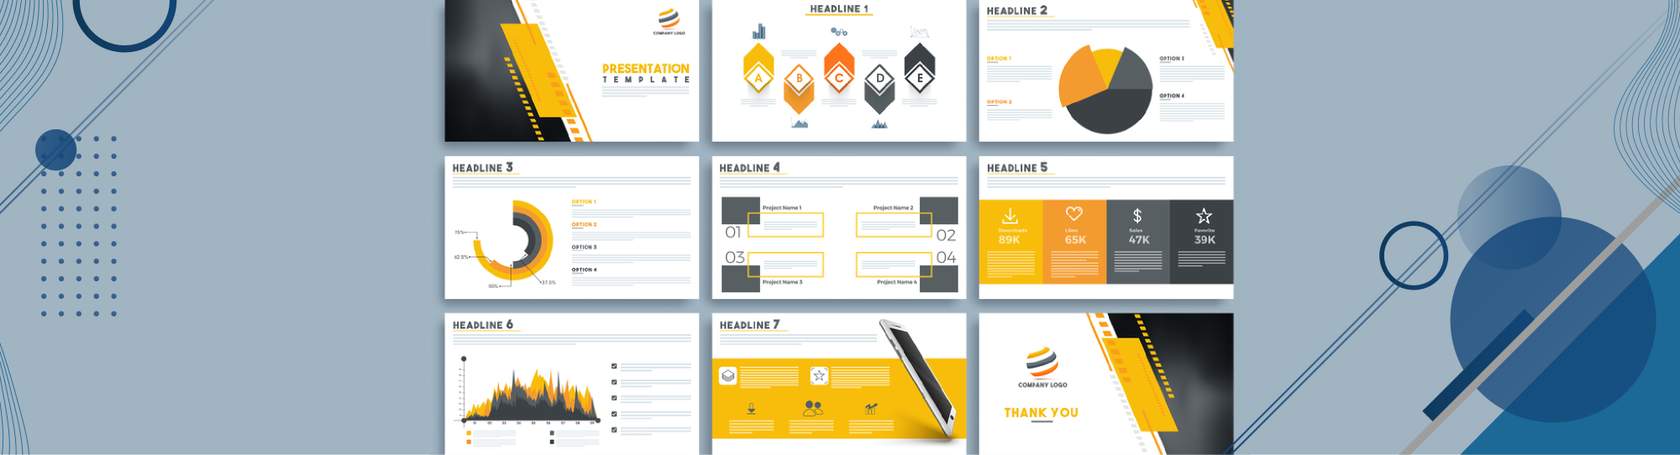 COMPANY LOGO
PRESENTATION
TEMPLATE
HEADLINE 1
A
B
C
D
E
HEADLINE 2
OPTION 1
OPTION 2
OPTION 3
OPTION 4
HEADLINE 3
OPTION 1
OPTION 2
OPTION 3
OPTION 4
75%
62.5%
50%
37.5%
HEADLINE 4
Project Name 1
01
Project Name 2
02
03
Project Name 3
04
Project Name 4
HEADLINE 5
Downloads
89K
Likes
65K
$
Sales
47K
Favorite
39K
HEADLINE 6
HEADLINE 7
COMPANY LOGO
THANK YOU